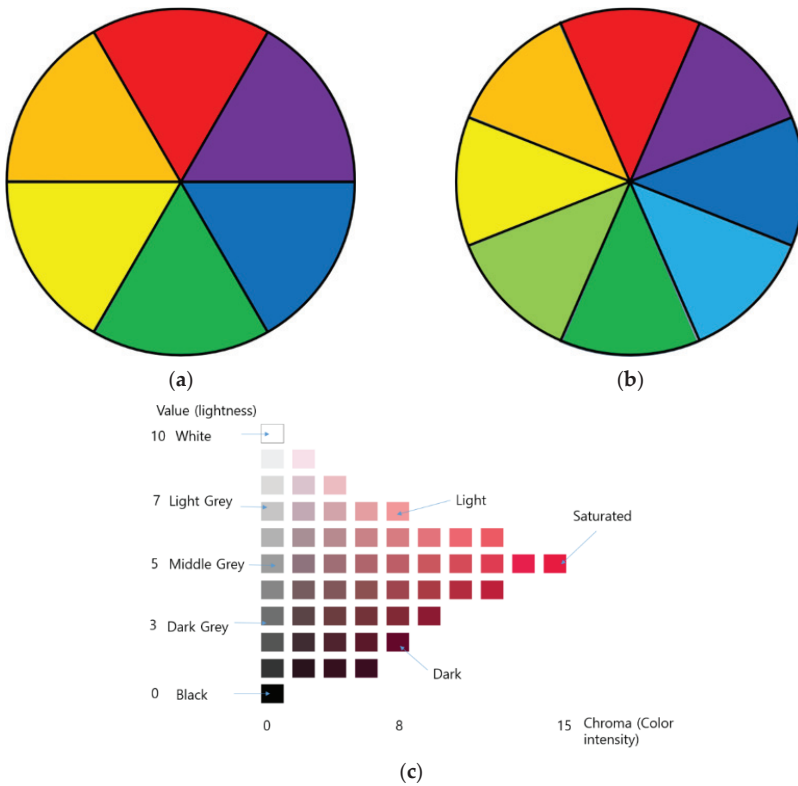 (a)
(b)
Value (lightness)
10 White
7 Light Grey
Light
Saturated
5 Middle Grey
3 Dark Grey
Dark
0 Black
0 8 15 Chroma (Color
intensity)
(c)